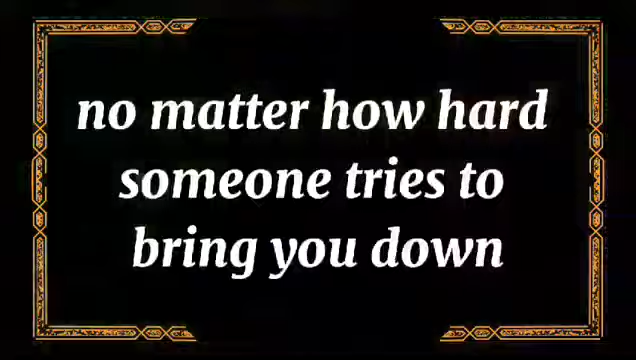 no matter how hard
someone tries to
bring you down